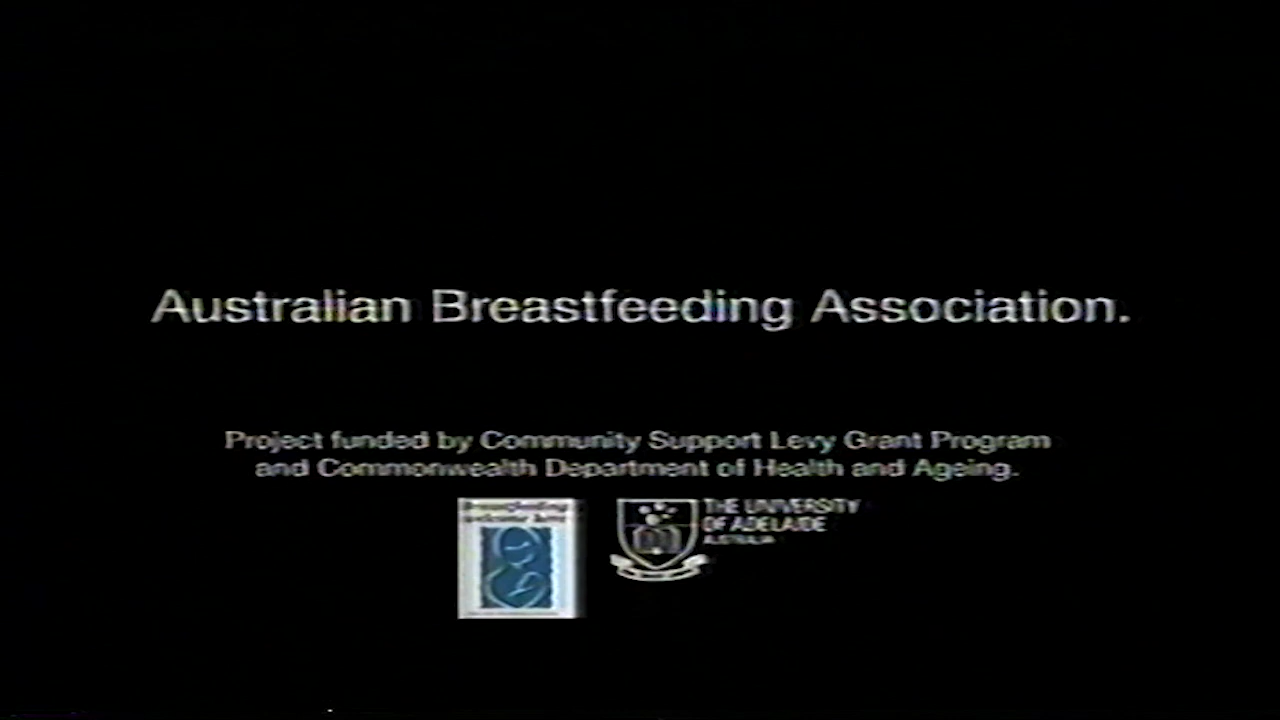 Australian Breastfeeding Association.
Project funded by Community Support Levy Grant Program
and Commonwealth Department of Health and Ageing.
THE UNIVERSITY
OF ADELAIDE
AUSTRALIA